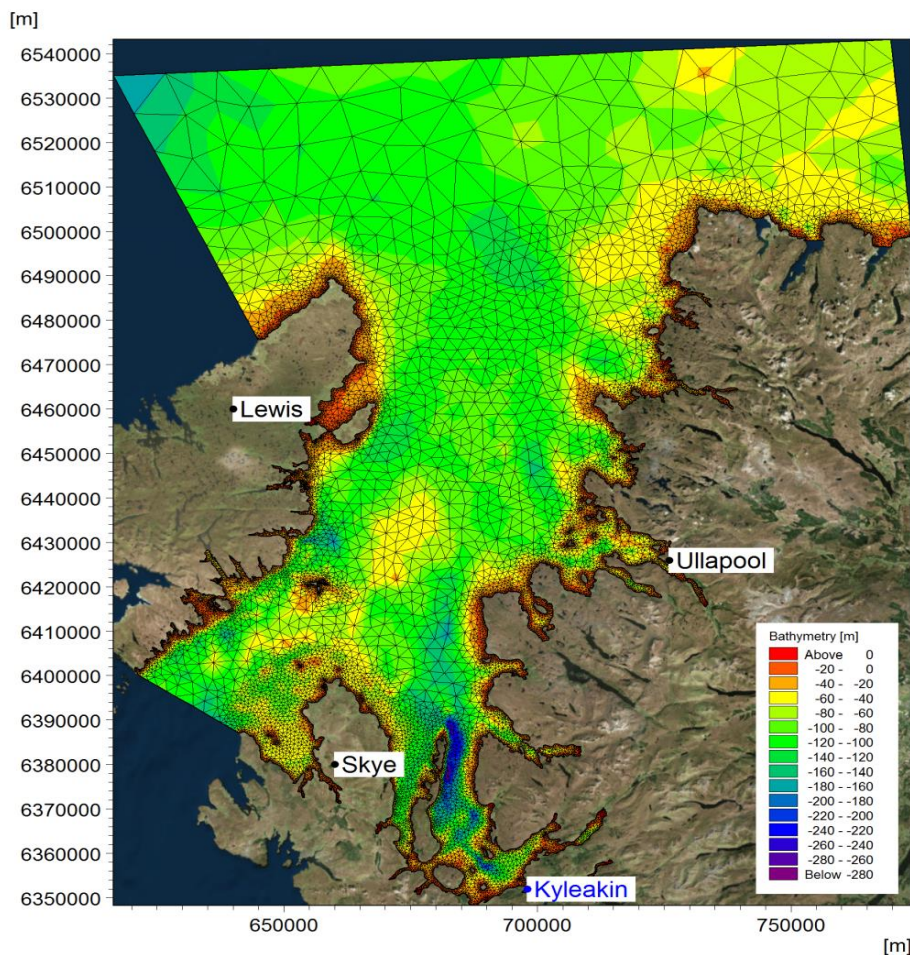 [m]
6540000
6530000
6520000
6510000
6500000
6490000
6480000
6470000
6460000
6450000
6440000
6430000
6420000
6410000
6400000
6390000
6380000
6370000
6360000
6350000
Lewis
Ullapool
Skye
Kyleakin
Bathymetry [m]
Above 0
-20 - 0
-40 - -20
-60 - -40
-80 - -60
-100 - -80
-120 - -100
-140 - -120
-160 - -140
-180 - -160
-200 - -180
-220 - -200
-240 - -220
-260 - -240
-280 - -260
Below -280
650000 700000 750000
[m]